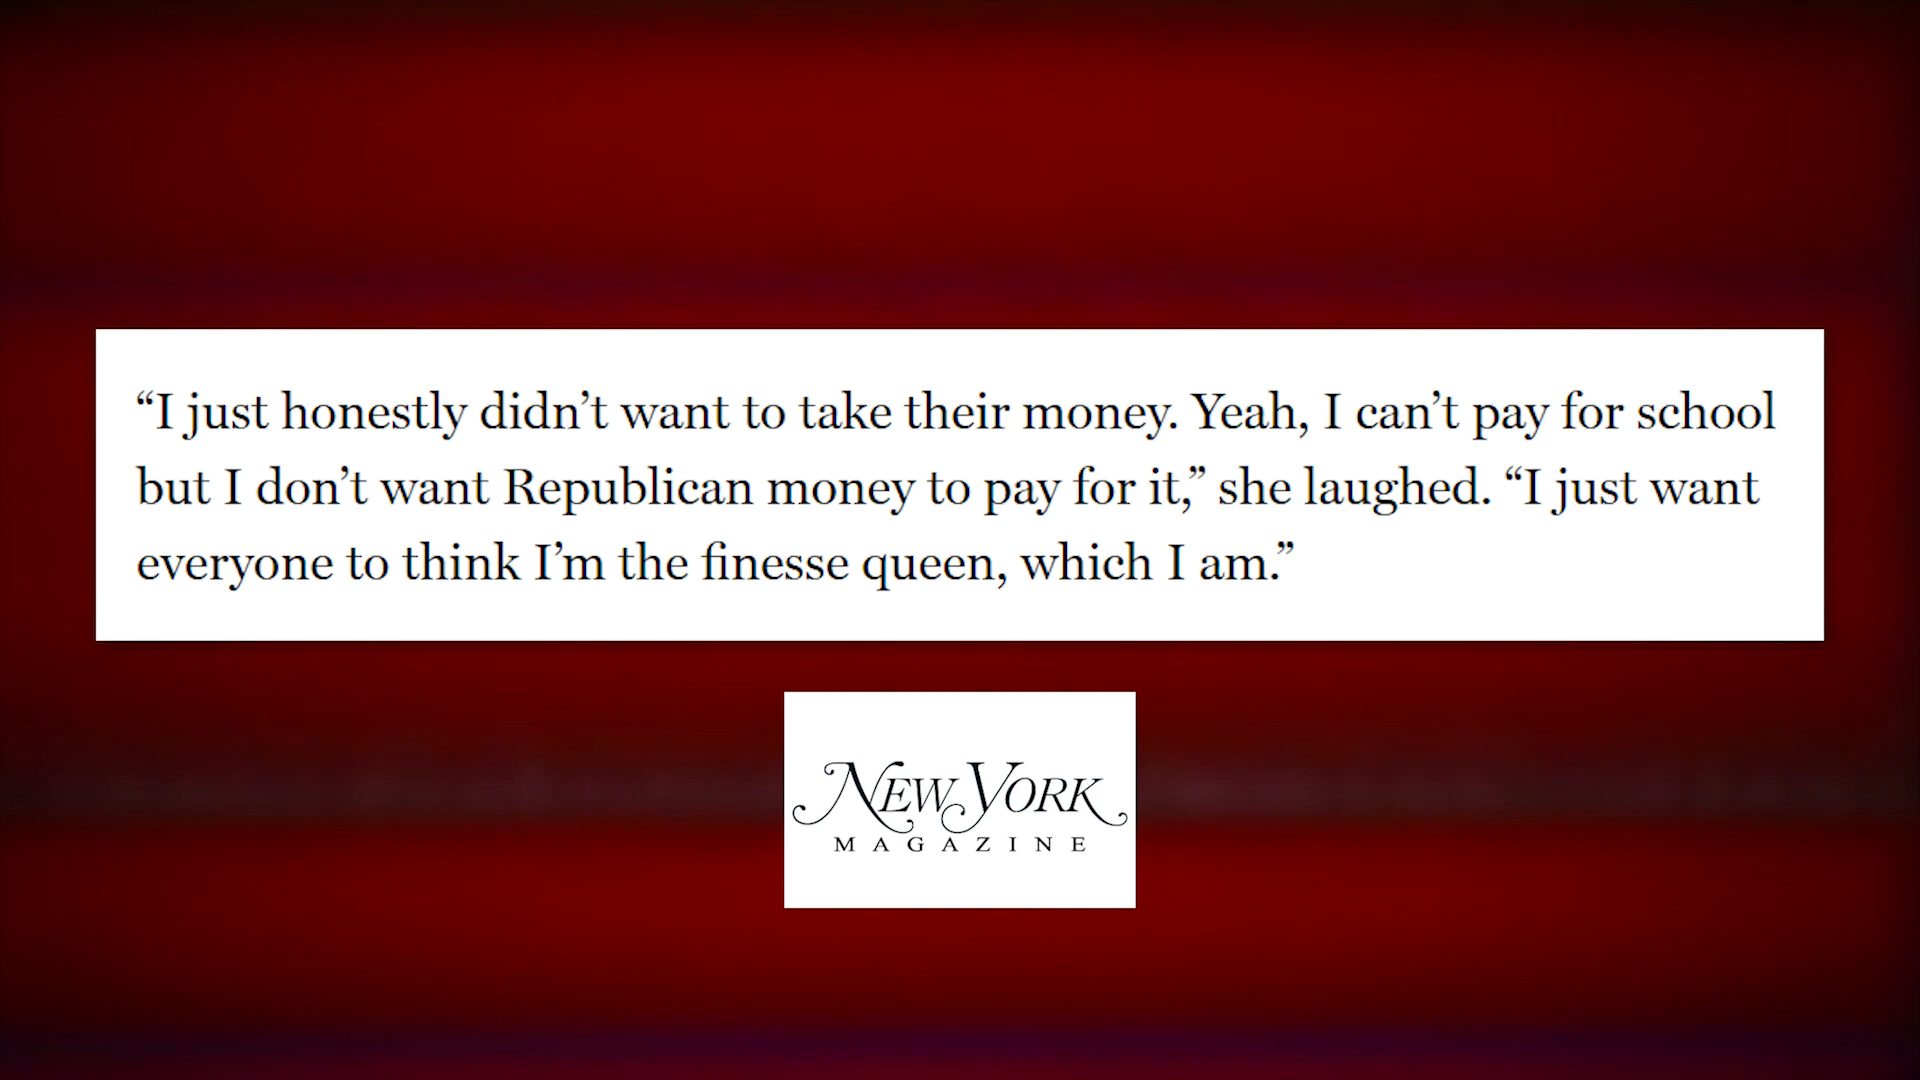 “I just honestly didn’t want to take their money. Yeah, I can’t pay for school
but I don’t want Republican money to pay for it,” she laughed. “I just want
everyone to think I’m the finesse queen, which I am.”
NEW YORK
MAGAZINE